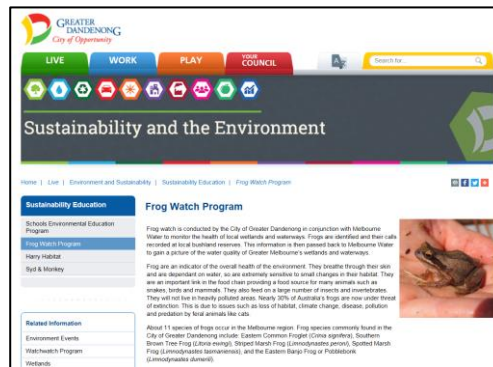 GREATER
DANDENONG
City of Opportunity
LIVE
WORK
PLAY
YOUR
COUNCIL
Search for...
Sustainability and the Environment
Home | Live | Environment and Sustainability | Sustainability Education | Frog Watch Program
Sustainability Education
Schools Environmental Education
Program
Frog Watch Program
Harry Habitat
Syd & Monkey
Related Information
Environment Events
Watchwatch Program
Wetlands
Frog Watch Program
Frog watch is conducted by the City of Greater Dandenong in conjunction with Melbourne
Water to monitor the health of local wetlands and waterways. Frogs are identified and their calls
recorded at local bushland reserves. This information is then passed back to Melbourne Water
to gain a picture of the water quality of Greater Melbourne's wetlands and waterways.
Frog are an indicator of the overall health of the environment. They breathe through their skin
and are dependant on water, so are extremely sensitive to small changes in their habitat. They
are an important link in the food chain providing a food source for many animals such as
snakes, birds and mammals. They also feed on a large number of insects and invertebrates.
They will not live in heavily polluted areas. Nearly 30% of Australia's frogs are now under threat
of extinction. This is due to issues such as loss of habitat, climate change, disease, pollution
and predation by feral animals like cats.
About 11 species of frogs occur in the Melbourne region. Frog species commonly found in the
City of Greater Dandenong include: Eastern Common Froglet (Crinia signifera), Southern
Brown Tree Frog (Litoria ewingi), Striped Marsh Frog (Limnodynastes peroni), Spotted Marsh
Frog (Limnodynastes tasmaniensis), and the Eastern Banjo Frog or Pobblebonk
(Limnodynastes dumerili).